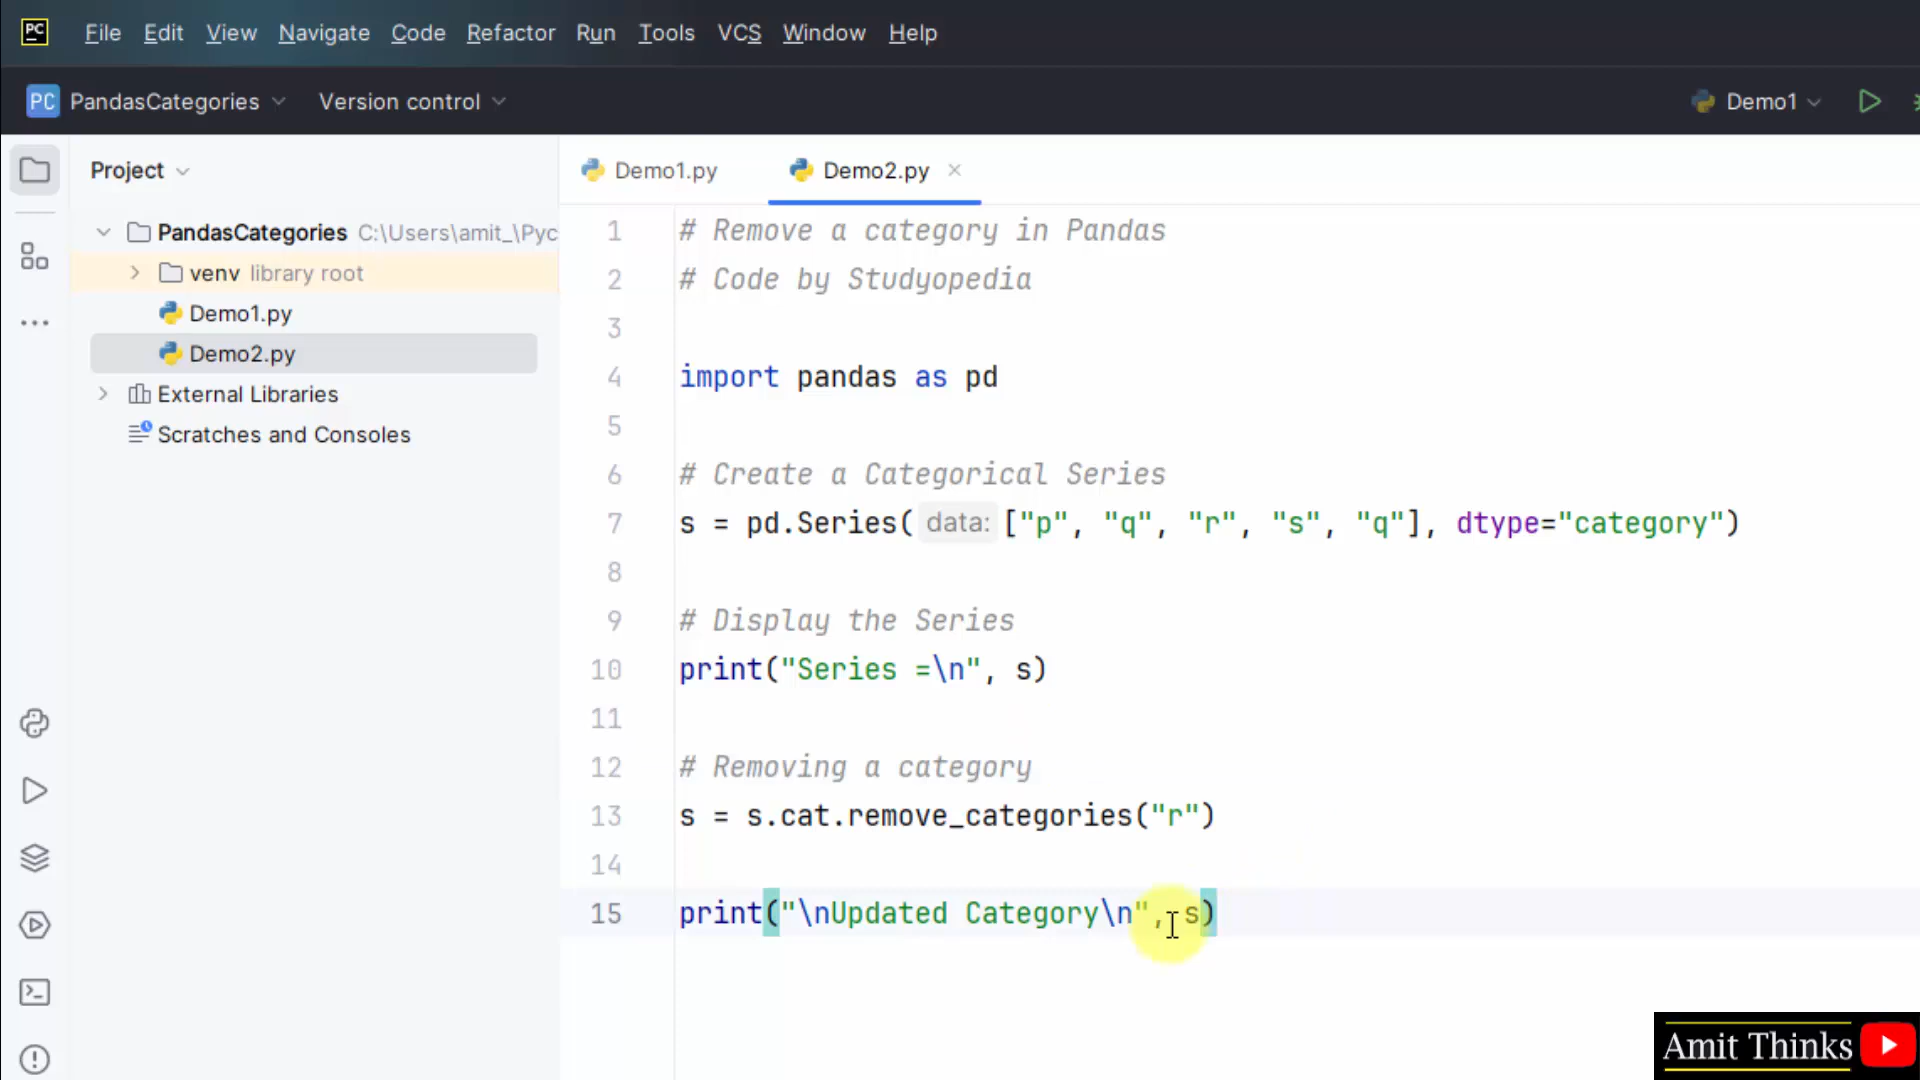 PC File Edit View Navigate Code Refactor Run Tools VCS Window Help
PC PandasCategories Version control Demo1
Project
PandasCategories C:\Users\amit_\Pyc
venv library root
Demo1.py
Demo2.py
External Libraries
Scratches and Consoles
Demo1.py Demo2.py
1 # Remove a category in Pandas
2 # Code by Studyopedia
3
4 import pandas as pd
5
6 # Create a Categorical Series
7 s = pd.Series( data: ["p", "q", "r", "s", "q"], dtype="category")
8
9 # Display the Series
10 print("Series =\n", s)
11
12 # Removing a category
13 s = s.cat.remove_categories("r")
14
15 print("\nUpdated Category\n", s)
Amit Thinks